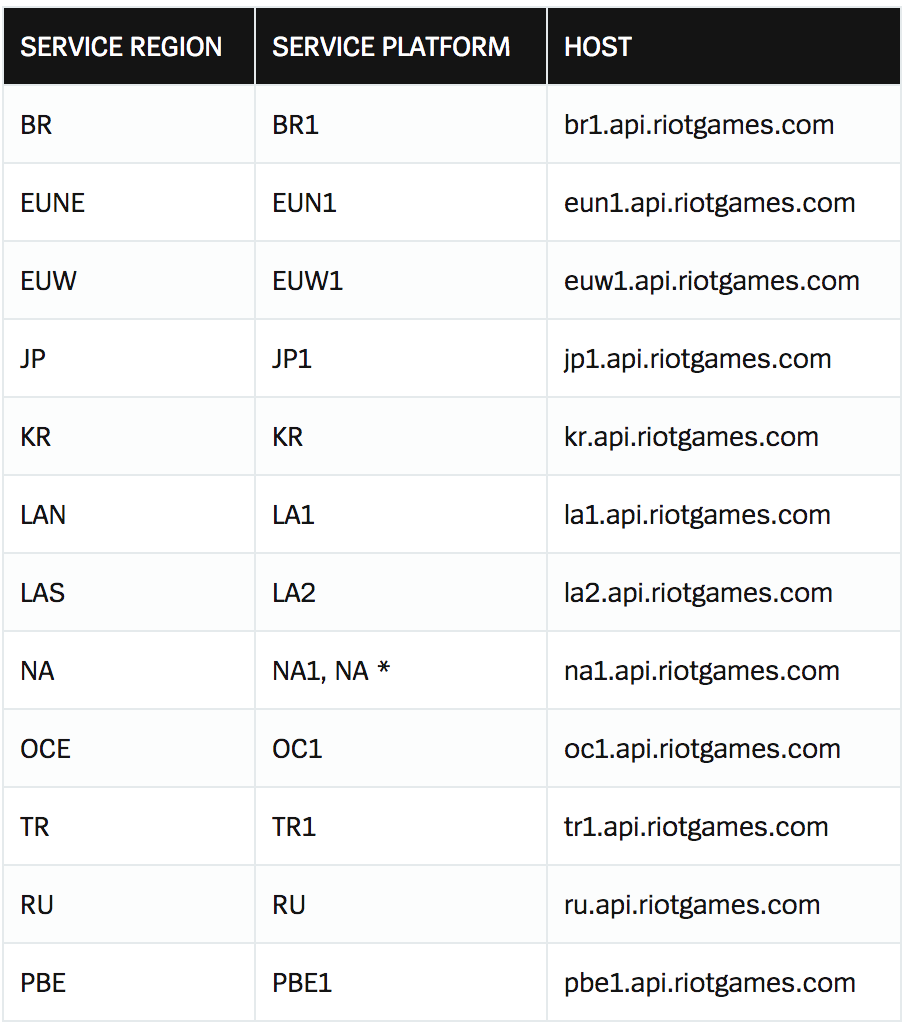 SERVICE REGION SERVICE PLATFORM HOST
BR BR1 br1.api.riotgames.com
EUNE EUN1 eun1.api.riotgames.com
EUW EUW1 euw1.api.riotgames.com
JP JP1 jp1.api.riotgames.com
KR KR kr.api.riotgames.com
LAN LA1 la1.api.riotgames.com
LAS LA2 la2.api.riotgames.com
NA NA1, NA * na1.api.riotgames.com
OCE OC1 oc1.api.riotgames.com
TR TR1 tr1.api.riotgames.com
RU RU ru.api.riotgames.com
PBE PBE1 pbe1.api.riotgames.com